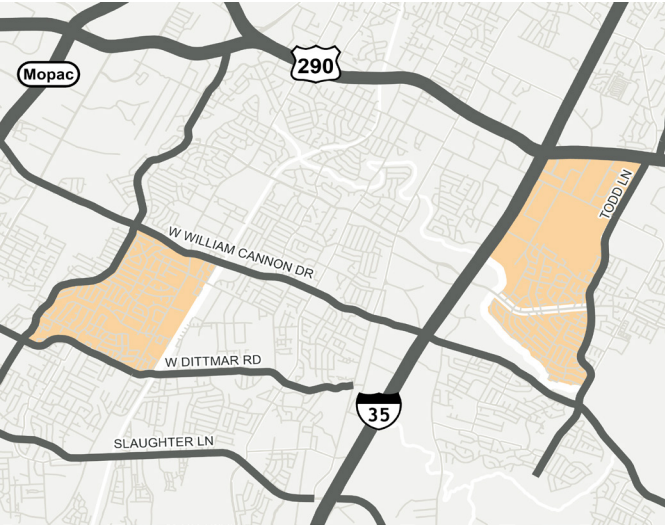 290
Mopac
TODD LN
W WILLIAM CANNON DR
W DITTMAR RD
35
SLAUGHTER LN